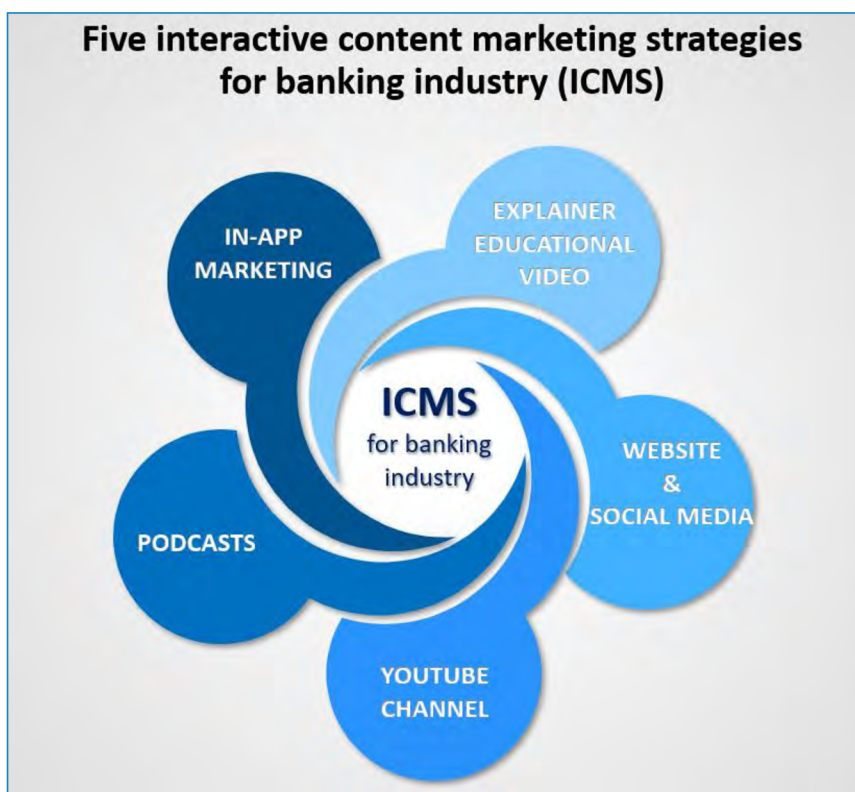 Five interactive content marketing strategies
for banking industry (ICMS)
IN-APP
MARKETING
EXPLAINER
EDUCATIONAL
VIDEO
ICMS
for banking
industry
WEBSITE
&
SOCIAL MEDIA
PODCASTS
YOUTUBE
CHANNEL